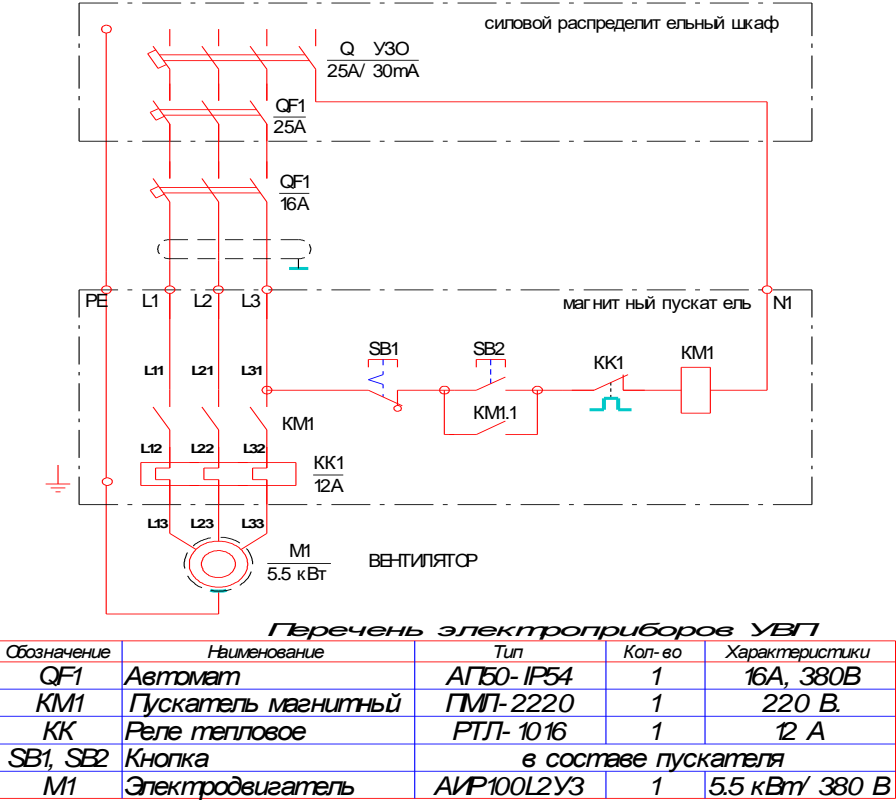 силовой распределит ельный шкаф
Q УЗО
25А/ 30mA
QF1
25А
QF1
16А
PE L1 L2 L3 магнит ный пускат ель N1
SB1 SB2 KK1 KM1
L11 L21 L31
KM1.1
KM1
L12 L22 L32
KK1
12А
L13 L23 L33
M1
5.5 кВт
ВЕНТИЛЯТОР
Перечень электроприборов УВП
Обозначение Наименование Тип Кол- во Характеристики
QF1 Автомат АП50- IP54 1 16А, 380В
КМ1 Пускатель магнитный ПМЛ- 2220 1 220 В.
КК Реле тепловое РТЛ- 1016 1 12 А
SB1, SB2 Кнопка в составе пускателя
М1 Электродвигатель АИР100L2У3 1 5.5 кВт/ 380 В